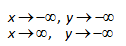 x → −∞, y → −∞
x → ∞, y → −∞